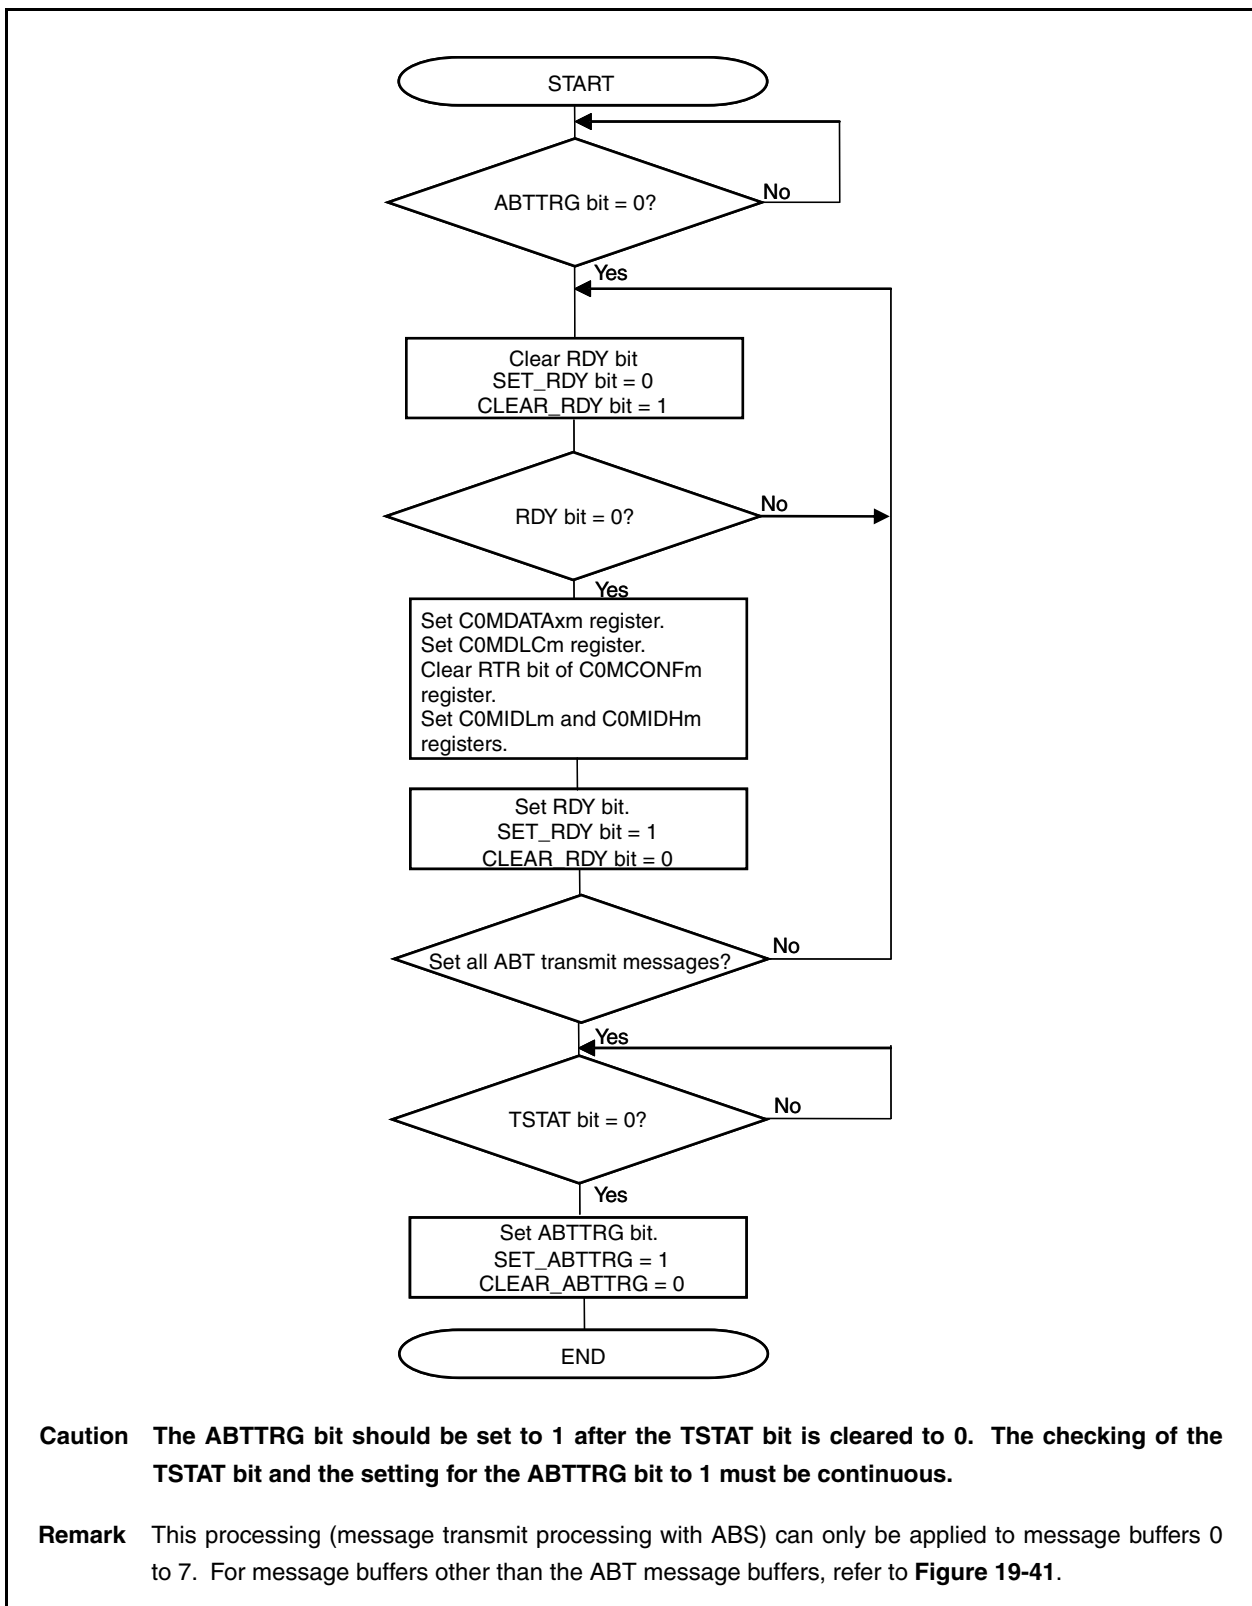 START
ABTTRG bit = 0?
No
Yes
Clear RDY bit
SET_RDY bit = 0
CLEAR_RDY bit = 1
RDY bit = 0?
No
Yes
Set C0MDATAxm register.
Set C0MDLCm register.
Clear RTR bit of C0MCONFm
register.
Set C0MIDLm and C0MIDHm
registers.
Set RDY bit.
SET_RDY bit = 1
CLEAR_RDY bit = 0
Set all ABT transmit messages?
No
Yes
TSTAT bit = 0?
No
Yes
Set ABTTRG bit.
SET_ABTTRG = 1
CLEAR_ABTTRG = 0
END
Caution The ABTTRG bit should be set to 1 after the TSTAT bit is cleared to 0. The checking of the
TSTAT bit and the setting for the ABTTRG bit to 1 must be continuous.
Remark This processing (message transmit processing with ABS) can only be applied to message buffers 0
to 7. For message buffers other than the ABT message buffers, refer to Figure 19-41.